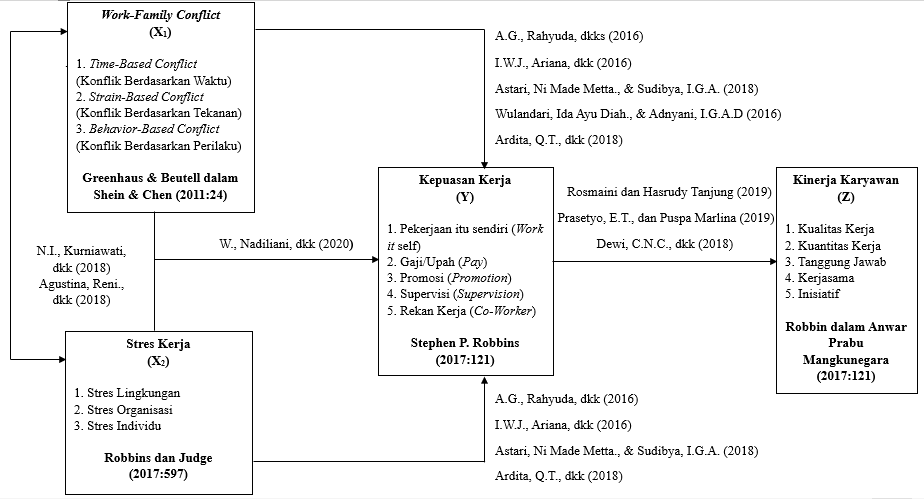 Work-Family Conflict
(X₁)
1. Time-Based Conflict
(Konflik Berdasarkan Waktu)
2. Strain-Based Conflict
(Konflik Berdasarkan Tekanan)
3. Behavior-Based Conflict
(Konflik Berdasarkan Perilaku)
Greenhaus & Beutell dalam
Shein & Chen (2011:24)
A.G., Rahyuda, dkks (2016)
I.W.J., Ariana, dkk (2016)
Astari, Ni Made Metta., & Sudibya, I.G.A. (2018)
Wulandari, Ida Ayu Diah., & Adnyani, I.G.A.D (2016)
Ardita, Q.T., dkk (2018)
N.I., Kurniawati,
dkk (2018)
Agustina, Reni.,
dkk (2018)
W., Nadiliani, dkk (2020)
Kepuasan Kerja
(Y)
1. Pekerjaan itu sendiri (Work
it self)
2. Gaji/Upah (Pay)
3. Promosi (Promotion)
4. Supervisi (Supervision)
5. Rekan Kerja (Co-Worker)
Stephen P. Robbins
(2017:121)
Rosmaini dan Hasrudy Tanjung (2019)
Prasetyo, E.T., dan Puspa Marlina (2019)
Dewi, C.N.C., dkk (2018)
Kinerja Karyawan
(Z)
1. Kualitas Kerja
2. Kuantitas Kerja
3. Tanggung Jawab
4. Kerjasama
5. Inisiatif
Robbin dalam Anwar
Prabu
Mangkunegara
(2017:121)
Stres Kerja
(X₂)
1. Stres Lingkungan
2. Stres Organisasi
3. Stres Individu
Robbins dan Judge
(2017:597)
A.G., Rahyuda, dkk (2016)
I.W.J., Ariana, dkk (2016)
Astari, Ni Made Metta., & Sudibya, I.G.A. (2018)
Ardita, Q.T., dkk (2018)